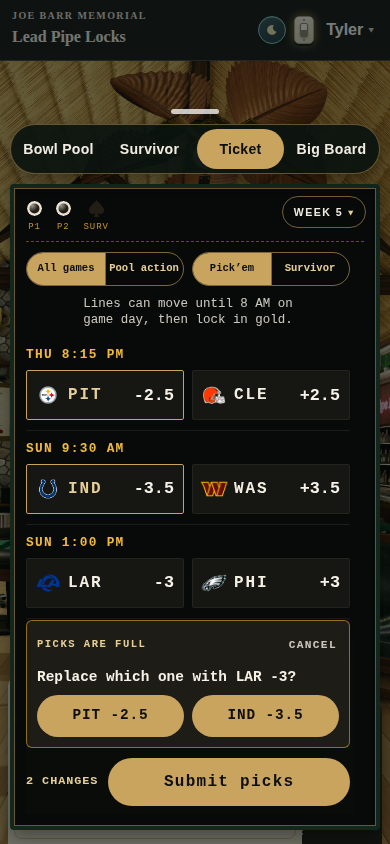 JOE BARR MEMORIAL
Lead Pipe Locks
Tyler
Bowl Pool
Survivor
Ticket
Big Board
P1
P2
SURV
WEEK 5
All games
Pool action
Pick'em
Survivor
Lines can move until 8 AM on
game day, then lock in gold.
THU 8:15 PM
PIT -2.5
CLE +2.5
SUN 9:30 AM
IND -3.5
WAS +3.5
SUN 1:00 PM
LAR -3
PHI +3
PICKS ARE FULL
CANCEL
Replace which one with LAR -3?
PIT -2.5
IND -3.5
2 CHANGES
Submit picks